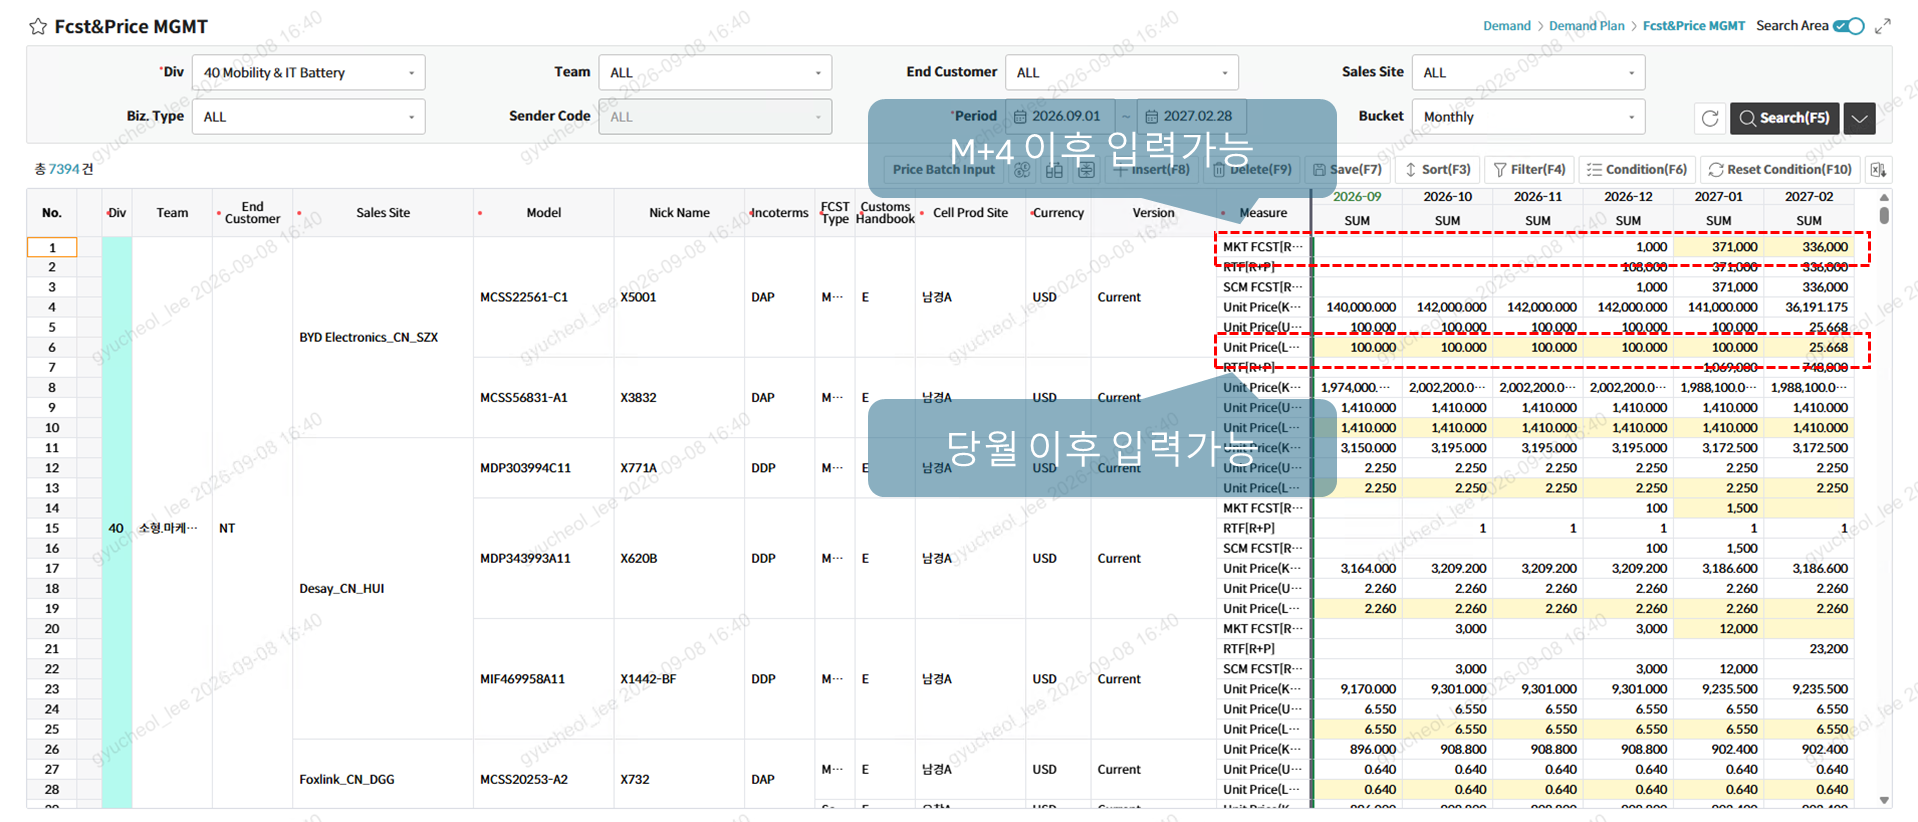 Fcst&Price MGMT
Demand > Demand Plan > Fcst&Price MGMT Search Area
*Div 40 Mobility & IT Battery Team ALL End Customer ALL Sales Site ALL
Biz. Type ALL Sender Code ALL *Period 2026.09.01 ~ 2027.02.28 Bucket Monthly Search(F5)
M+4 이후 입력가능
총 7394 건
Price Batch Input Insert(F8) Delete(F9) Save(F7) Sort(F3) Filter(F4) Condition(F6) Reset Condition(F10)
No. Div Team End Customer Sales Site Model Nick Name Incoterms FCST Type Customs Handbook Cell Prod Site Currency Version Measure 2026-09 2026-10 2026-11 2026-12 2027-01 2027-02
SUM SUM SUM SUM SUM SUM
1 MKT FCST[R··· 1,000 371,000 336,000
2 RTF[R+P] 108,000 371,000 336,000
3 SCM FCST[R··· 1,000 371,000 336,000
MCSS22561-C1 X5001 DAP M··· E 남경A USD Current
4 Unit Price(K··· 140,000.000 142,000.000 142,000.000 142,000.000 141,000.000 36,191.175
5 Unit Price(U··· 100.000 100.000 100.000 100.000 100.000 25.668
BYD Electronics_CN_SZX
6 Unit Price(L··· 100.000 100.000 100.000 100.000 100.000 25.668
7 RTF[R+P] 1,069,000 748,000
8 Unit Price(K··· 1,974,000.··· 2,002,200.0··· 2,002,200.0··· 2,002,200.0··· 1,988,100.0··· 1,988,100.0···
MCSS56831-A1 X3832 DAP M··· E 남경A USD Current
9 Unit Price(U··· 1,410.000 1,410.000 1,410.000 1,410.000 1,410.000 1,410.000
10 Unit Price(L··· 1,410.000 1,410.000 1,410.000 1,410.000 1,410.000 1,410.000
당월 이후 입력가능
11 Unit Price(K··· 3,150.000 3,195.000 3,195.000 3,195.000 3,172.500 3,172.500
12 MDP303994C11 X771A DDP M··· E 남경A USD Current Unit Price(U··· 2.250 2.250 2.250 2.250 2.250 2.250
13 Unit Price(L··· 2.250 2.250 2.250 2.250 2.250 2.250
14 MKT FCST[R··· 100 1,500
15 40 소형.마케··· NT RTF[R+P] 1 1 1 1 1
16 SCM FCST[R··· 100 1,500
MDP343993A11 X620B DDP M··· E 남경A USD Current
17 Unit Price(K··· 3,164.000 3,209.200 3,209.200 3,209.200 3,186.600 3,186.600
18 Desay_CN_HUI Unit Price(U··· 2.260 2.260 2.260 2.260 2.260 2.260
19 Unit Price(L··· 2.260 2.260 2.260 2.260 2.260 2.260
20 MKT FCST[R··· 3,000 3,000 12,000
21 RTF[R+P] 23,200
22 SCM FCST[R··· 3,000 3,000 12,000
MIF469958A11 X1442-BF DDP M··· E 남경A USD Current
23 Unit Price(K··· 9,170.000 9,301.000 9,301.000 9,301.000 9,235.500 9,235.500
24 Unit Price(U··· 6.550 6.550 6.550 6.550 6.550 6.550
25 Unit Price(L··· 6.550 6.550 6.550 6.550 6.550 6.550
26 Unit Price(K··· 896.000 908.800 908.800 908.800 902.400 902.400
27 M··· E 남경A USD Current Unit Price(U··· 0.640 0.640 0.640 0.640 0.640 0.640
Foxlink_CN_DGG MCSS20253-A2 X732 DAP
28 Unit Price(L··· 0.640 0.640 0.640 0.640 0.640 0.640
gyucheol_lee 2026-09-08 16:40